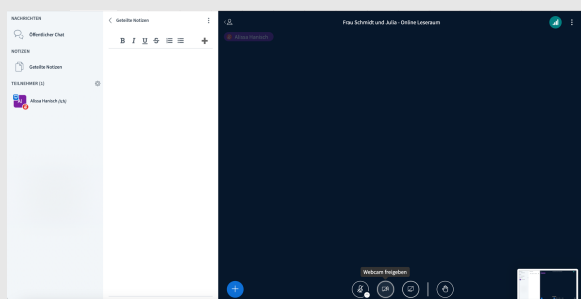 NACHRICHTEN
Öffentlicher Chat
NOTIZEN
Geteilte Notizen
TEILNEHMER (1)
Alissa Hanisch (Ich)
Geteilte Notizen
B I U S
Frau Schmidt und Julia - Online Leseraum
Alissa Hanisch
Webcam freigeben